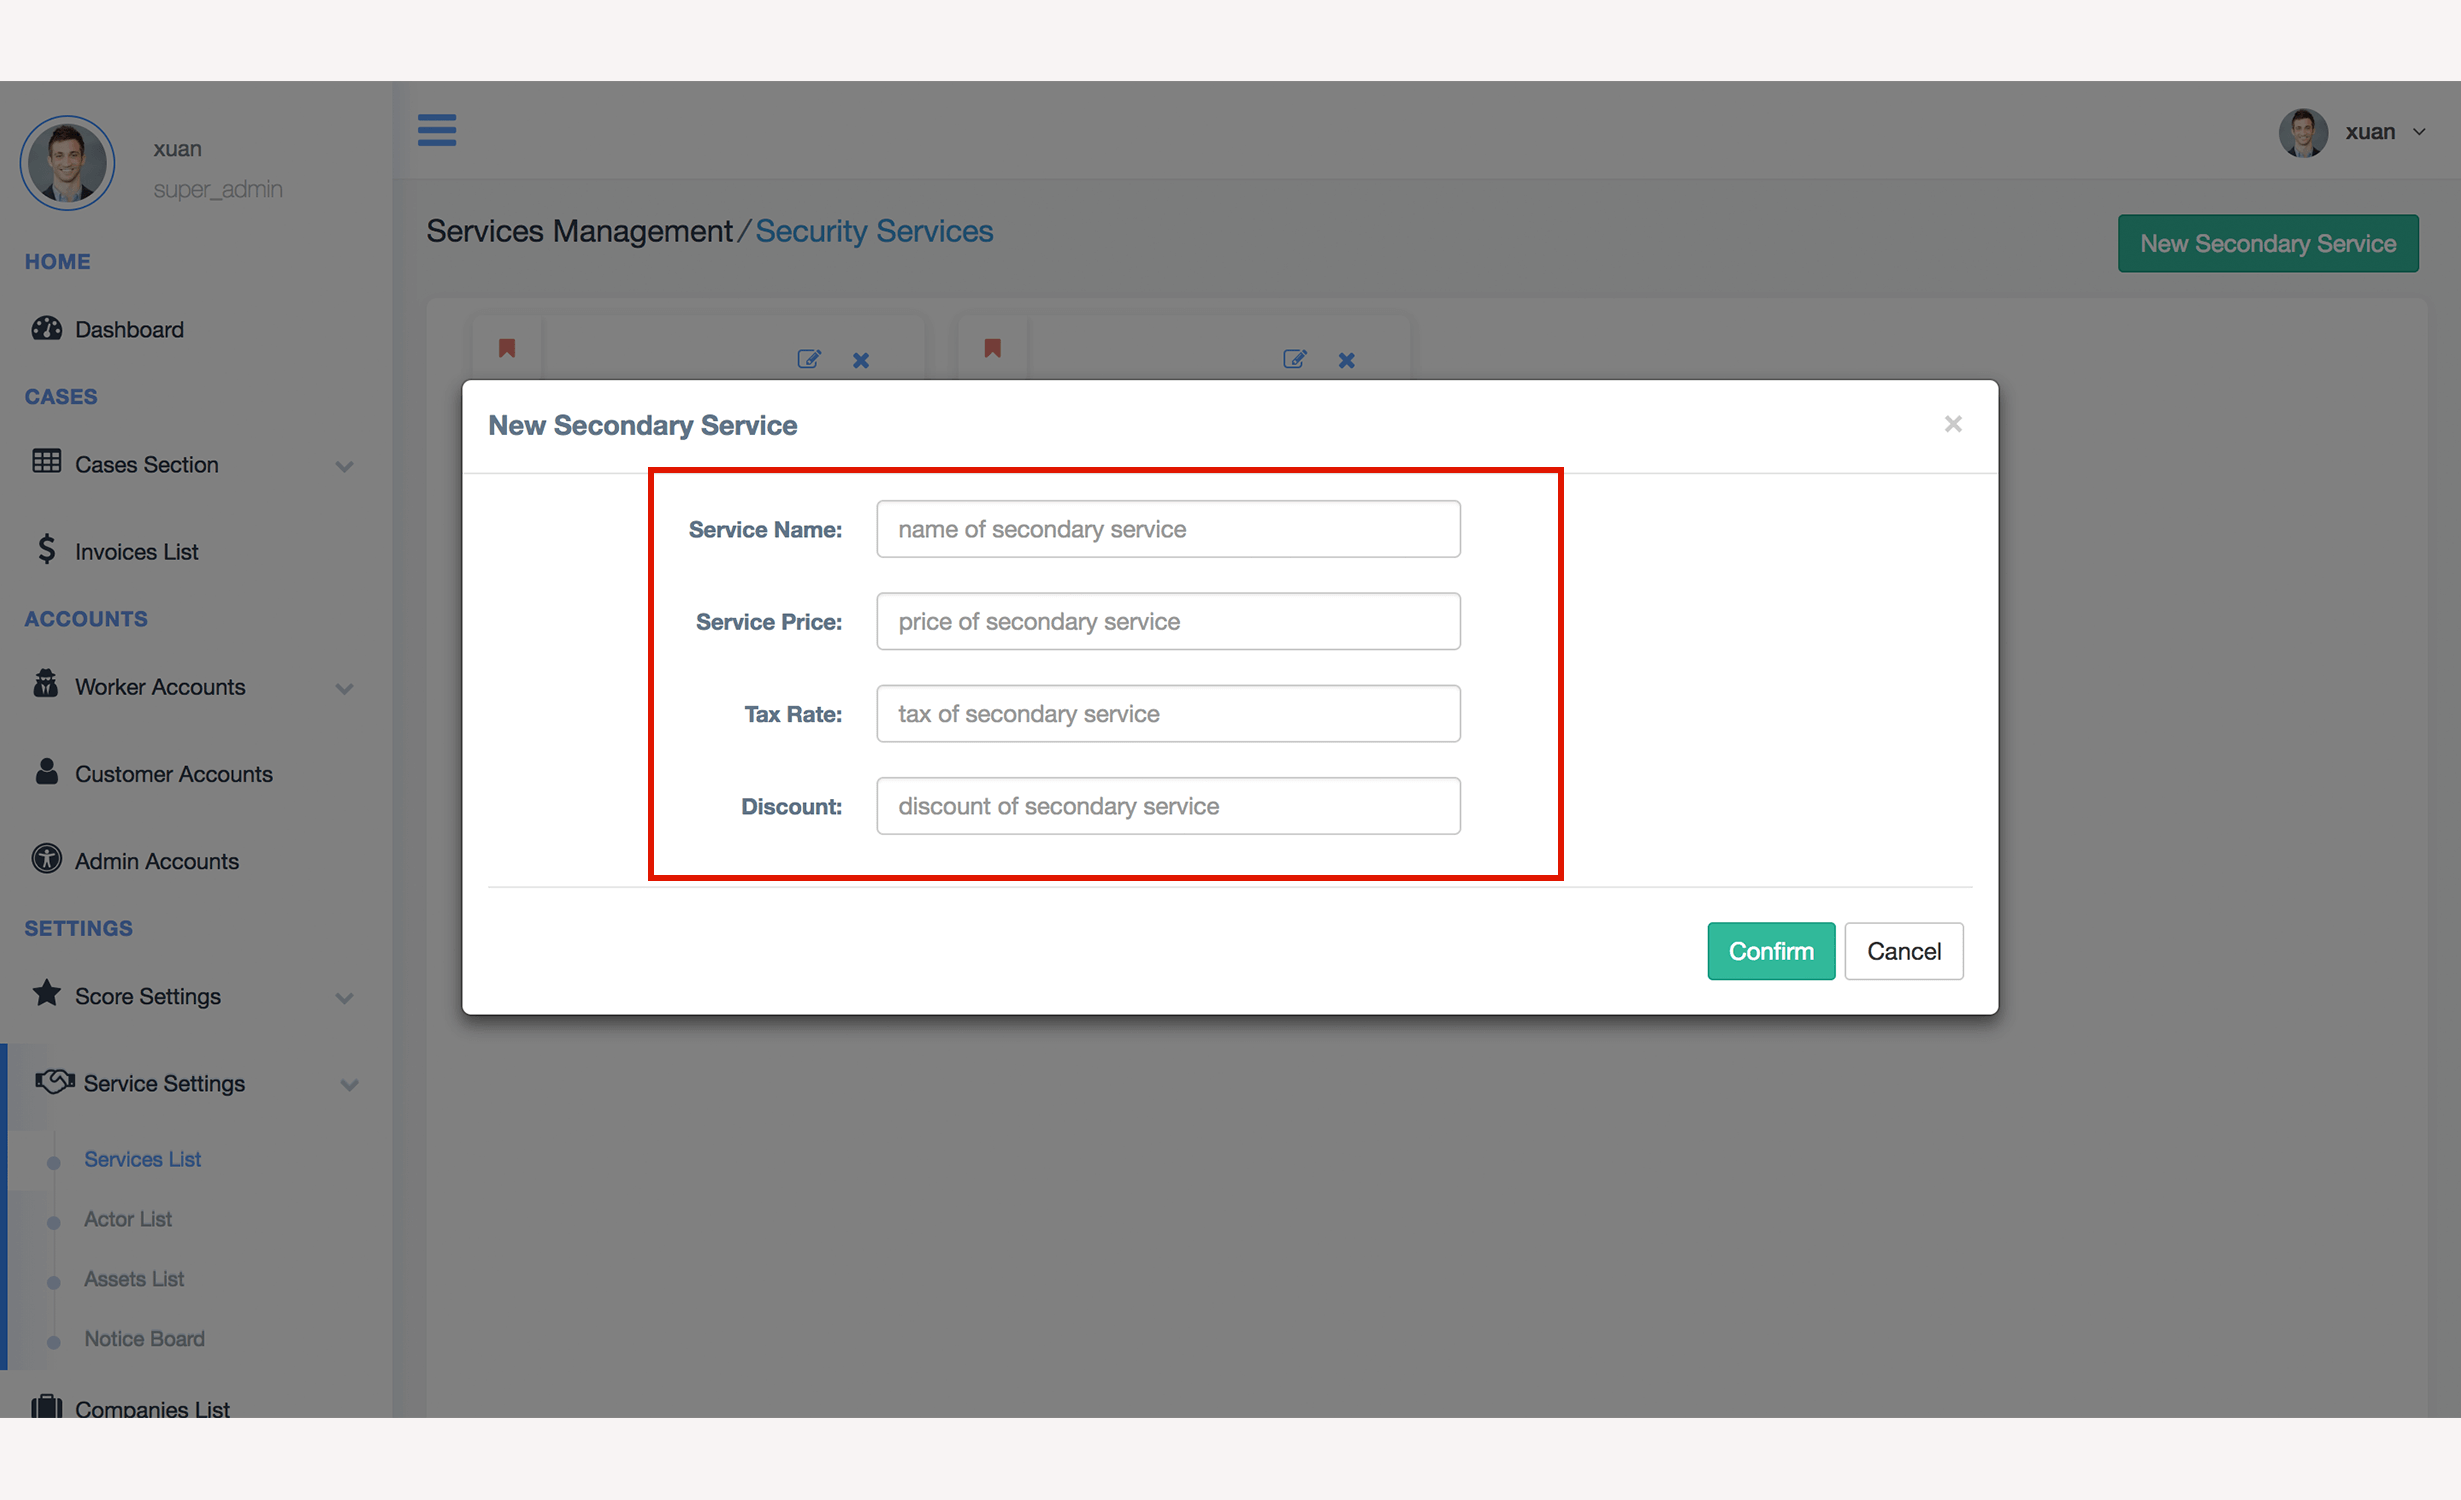 xuan
super_admin
xuan
Services Management/Security Services
New Secondary Service
HOME
Dashboard
CASES
Cases Section
Invoices List
ACCOUNTS
Worker Accounts
Customer Accounts
Admin Accounts
SETTINGS
Score Settings
Service Settings
Services List
Actor List
Assets List
Notice Board
Companies List
New Secondary Service
Service Name: name of secondary service
Service Price: price of secondary service
Tax Rate: tax of secondary service
Discount: discount of secondary service
Confirm Cancel